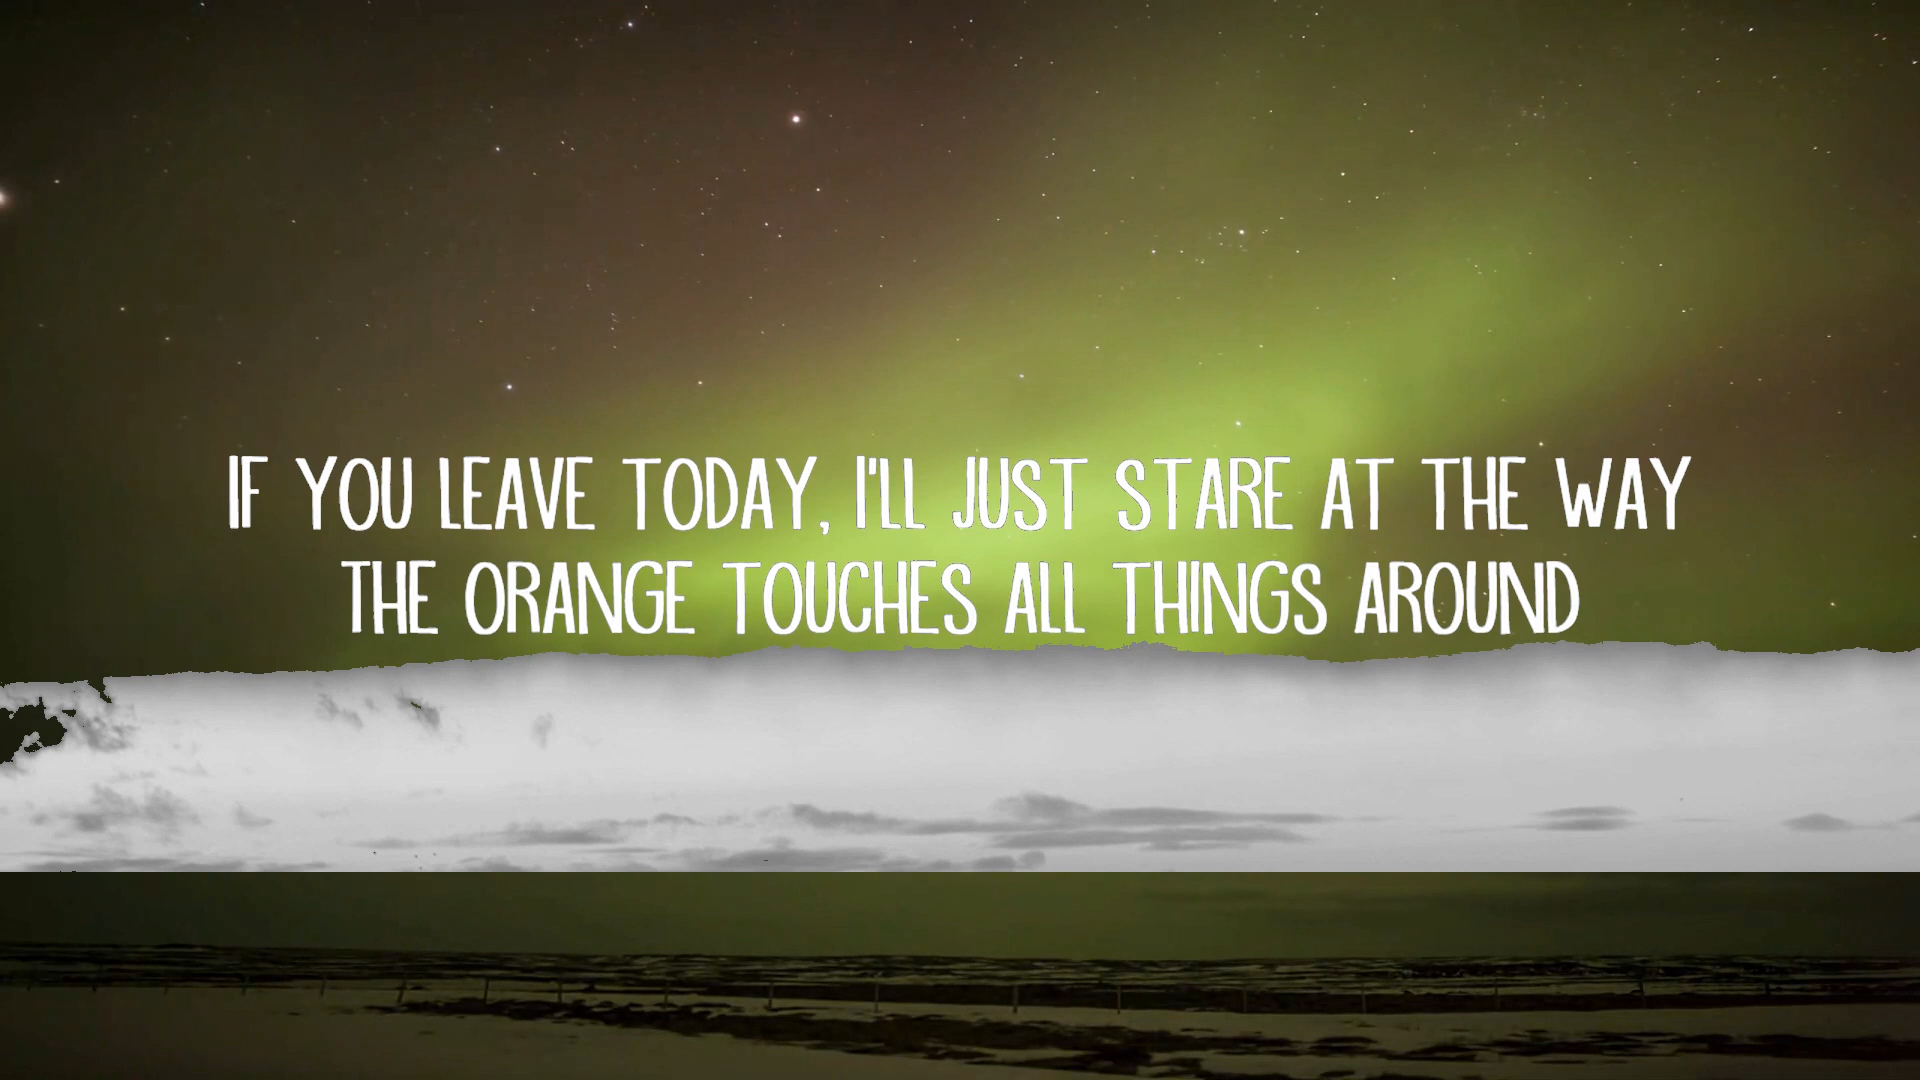 IF YOU LEAVE TODAY, I'LL JUST STARE AT THE WAY
THE ORANGE TOUCHES ALL THINGS AROUND